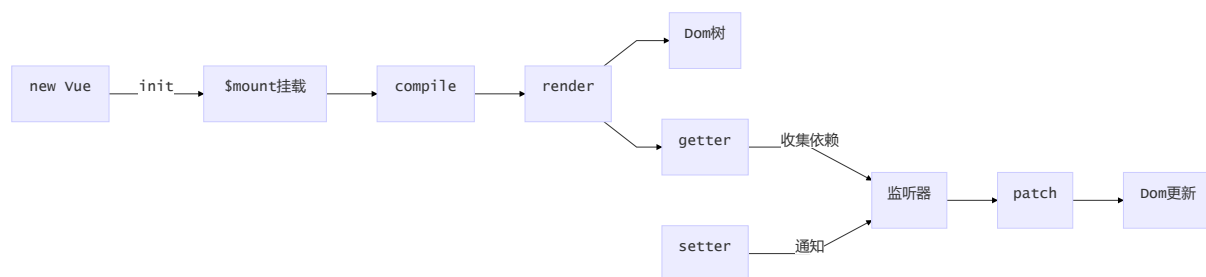 Dom树
new Vue
init
$mount挂载
compile
render
getter
收集依赖
监听器
patch
Dom更新
setter
通知